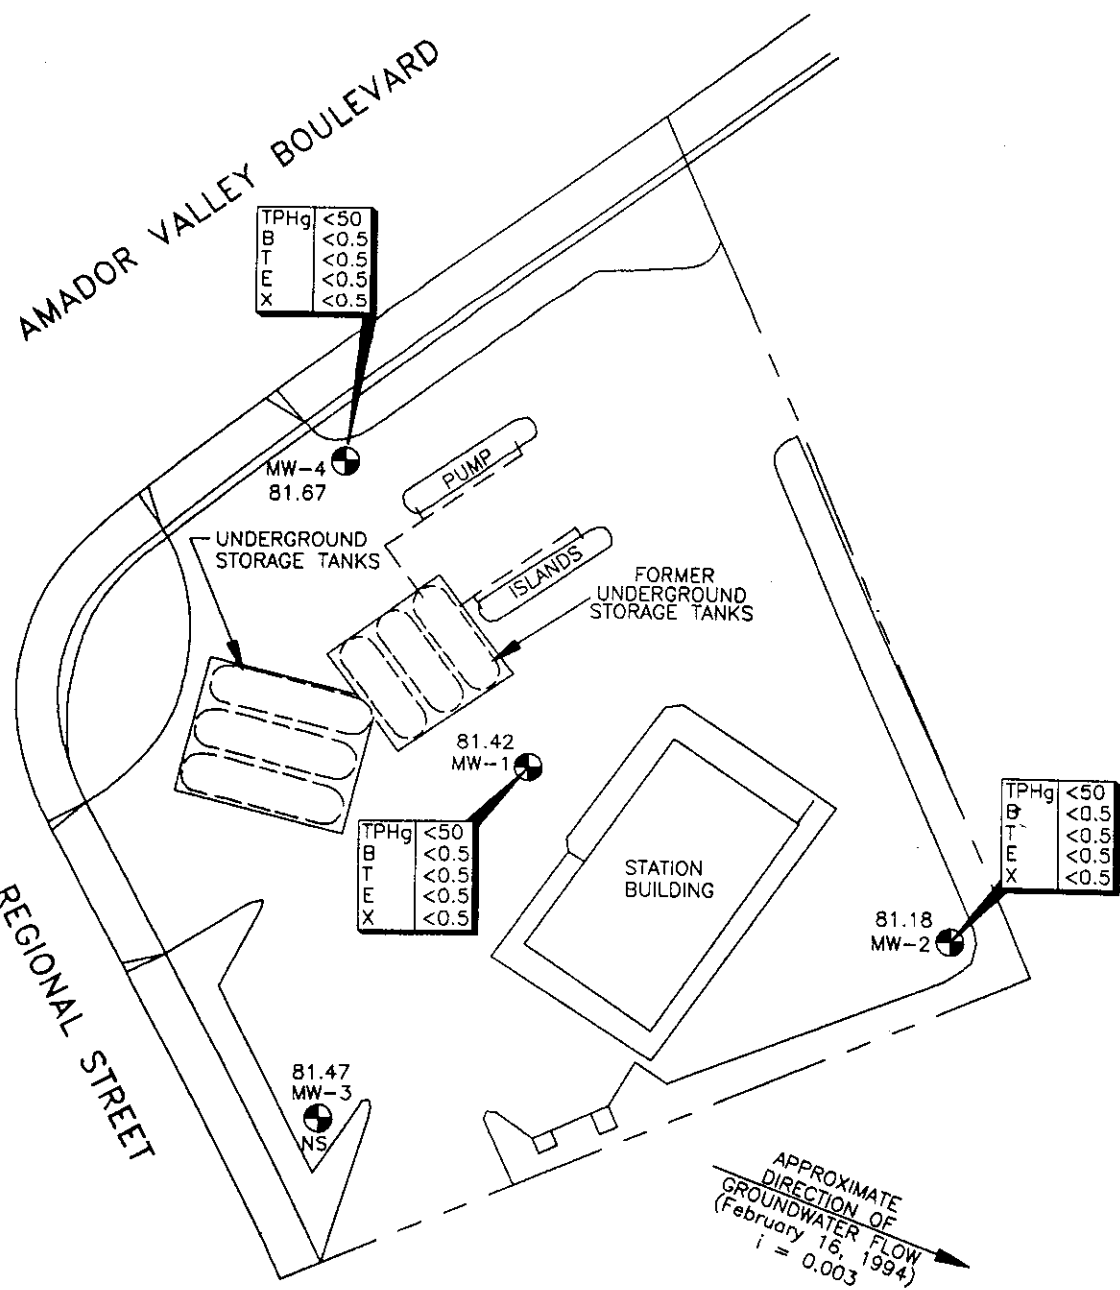 AMADOR VALLEY BOULEVARD
TPHg <50
B <0.5
T <0.5
E <0.5
X <0.5
MW-4
81.67
PUMP
ISLANDS
UNDERGROUND
STORAGE TANKS
FORMER
UNDERGROUND
STORAGE TANKS
81.42
MW-1
TPHg <50
B <0.5
T <0.5
E <0.5
X <0.5
STATION
BUILDING
TPHg <50
B <0.5
T <0.5
E <0.5
X <0.5
81.18
MW-2
REGIONAL STREET
81.47
MW-3
NS
APPROXIMATE
DIRECTION OF
GROUNDWATER FLOW
(February 16, 1994)
i = 0.003